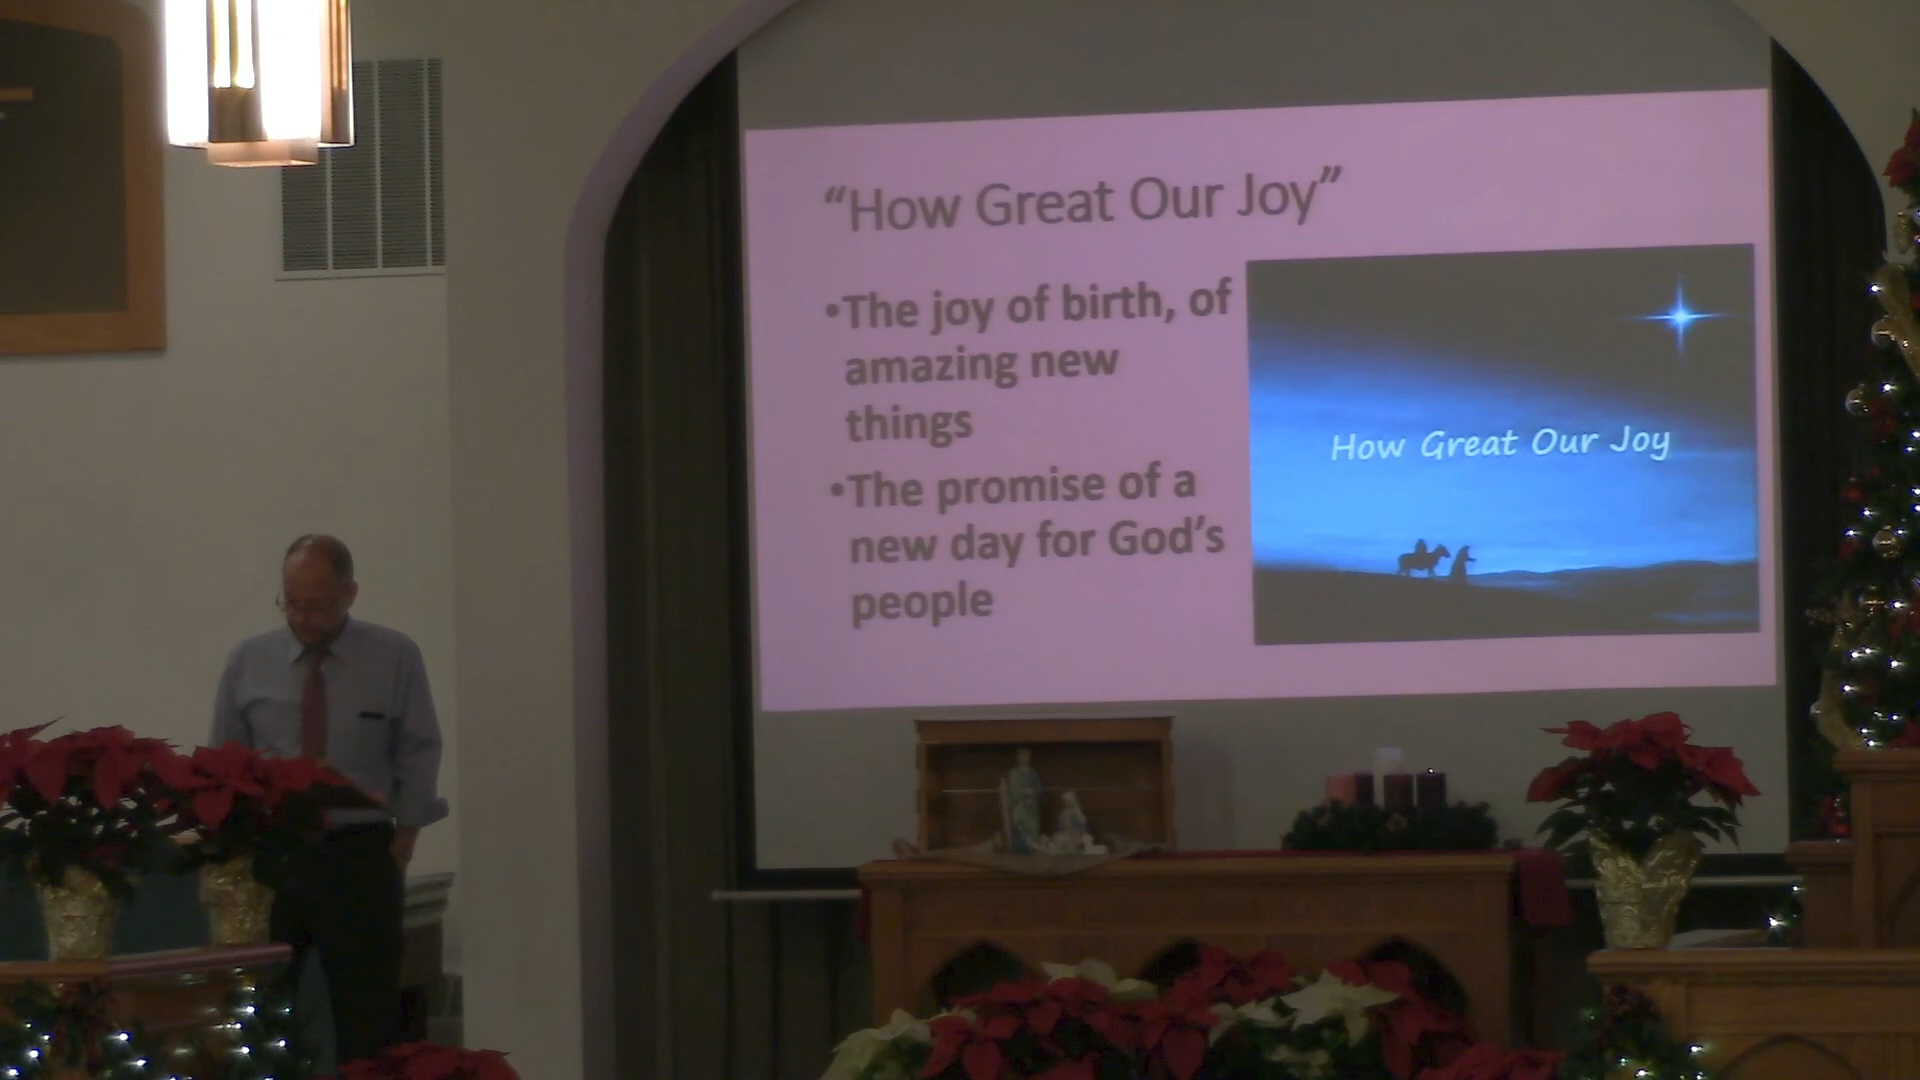 “How Great Our Joy”
•The joy of birth, of
amazing new
things
•The promise of a
new day for God’s
people
How Great Our Joy